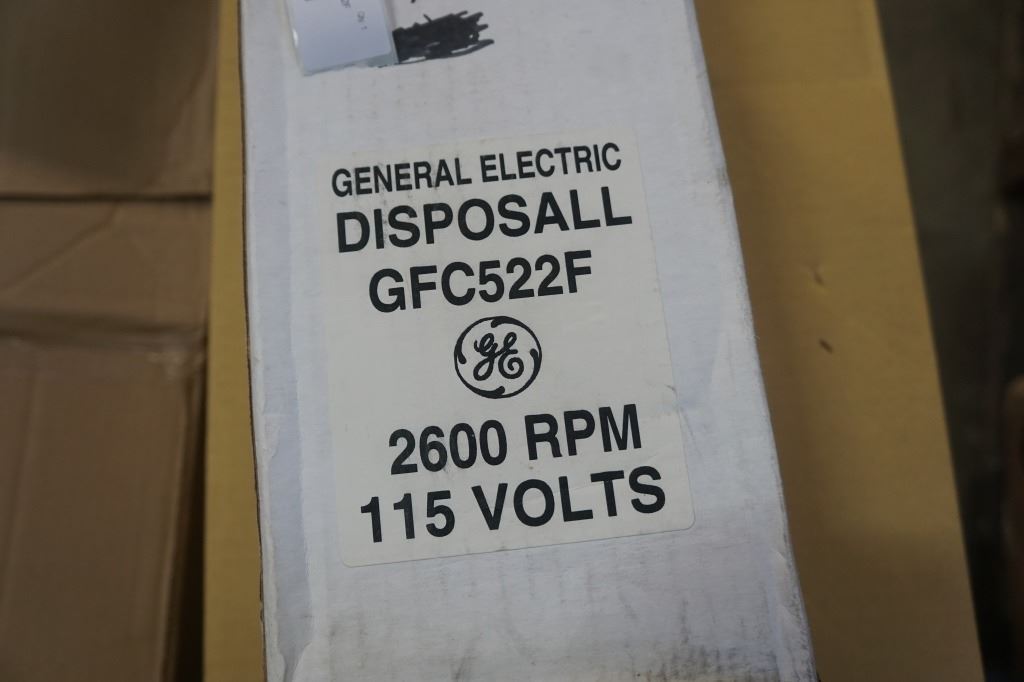 GENERAL ELECTRIC
DISPOSALL
GFC522F
GE
2600 RPM
115 VOLTS